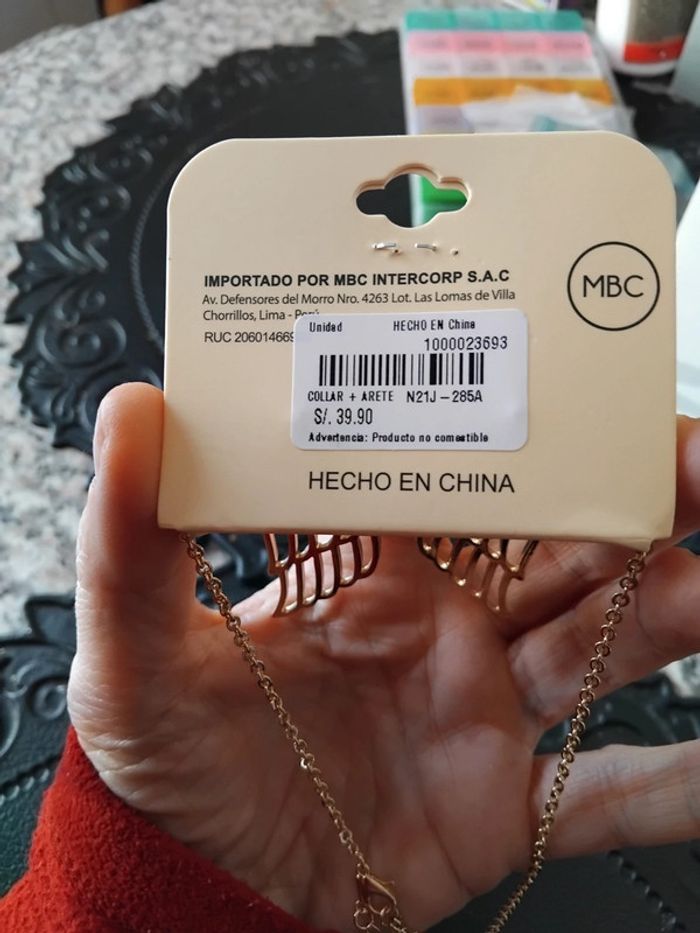 IMPORTADO POR MBC INTERCORP S.A.C
Av. Defensores del Morro Nro. 4263 Lot. Las Lomas de Villa
Chorrillos, Lima - Perú
RUC 20601466
MBC
Unidad HECHO EN China
1000023693
COLLAR + ARETE N21J-285A
S/. 39.90
Advertencia: Producto no comestible
HECHO EN CHINA